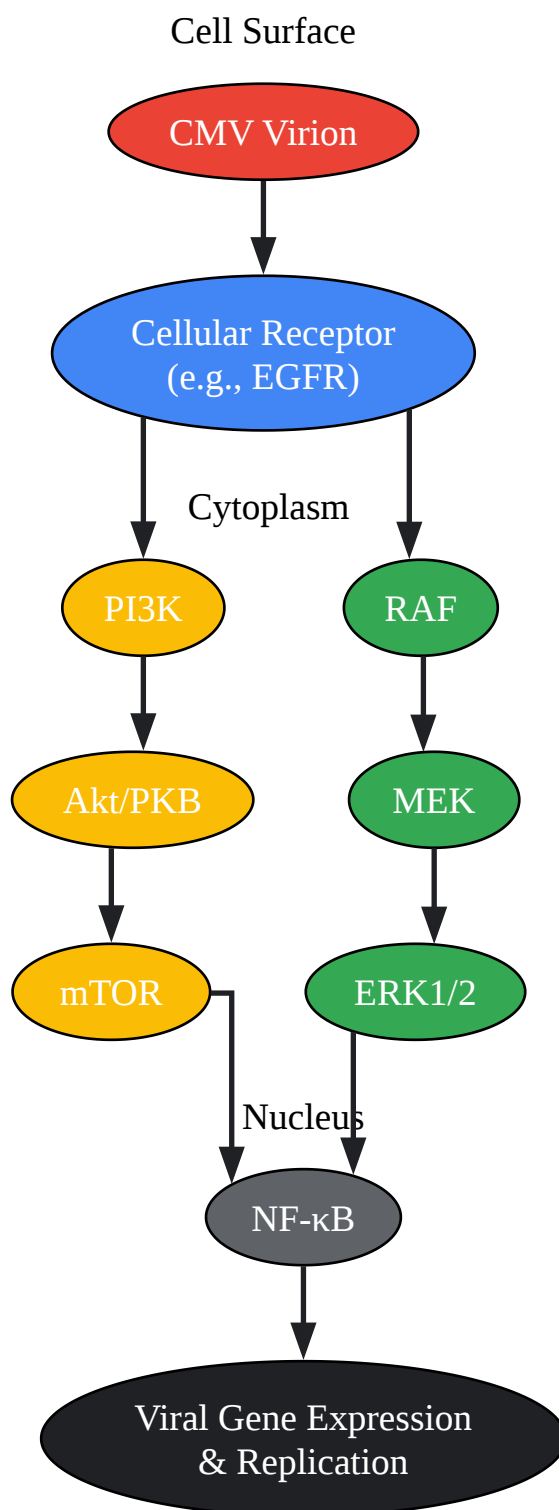 Cell Surface
CMV Virion
Cellular Receptor
(e.g., EGFR)
Cytoplasm
PI3K
RAF
Akt/PKB
MEK
mTOR
ERK1/2
Nucleus
NF-κB
Viral Gene Expression
& Replication